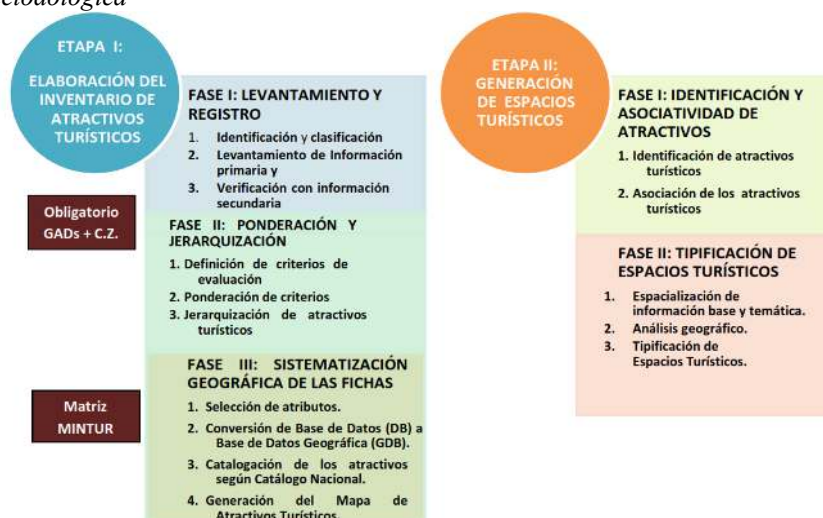 ETAPA I:
ELABORACIÓN DEL
INVENTARIO DE
ATRACTIVOS
TURÍSTICOS
Obligatorio
GADs + C.Z.
Matriz
MINTUR
FASE I: LEVANTAMIENTO Y
REGISTRO
1. Identificación y clasificación
2. Levantamiento de Información
primaria y
3. Verificación con información
secundaria
FASE II: PONDERACIÓN Y
JERARQUIZACIÓN
1. Definición de criterios de
evaluación
2. Ponderación de criterios
3. Jerarquización de atractivos
turísticos
FASE III: SISTEMATIZACIÓN
GEOGRÁFICA DE LAS FICHAS
1. Selección de atributos.
2. Conversión de Base de Datos (DB) a
Base de Datos Geográfica (GDB).
3. Catalogación de los atractivos
según Catálogo Nacional.
4. Generación del Mapa de
Atractivos Turísticos.
ETAPA II:
GENERACIÓN
DE ESPACIOS
TURÍSTICOS
FASE I: IDENTIFICACIÓN Y
ASOCIATIVIDAD DE
ATRACTIVOS
1. Identificación de atractivos
turísticos
2. Asociación de los atractivos
turísticos
FASE II: TIPIFICACIÓN DE
ESPACIOS TURÍSTICOS
1. Espacialización de
información base y temática.
2. Análisis geográfico.
3. Tipificación de
Espacios Turísticos.